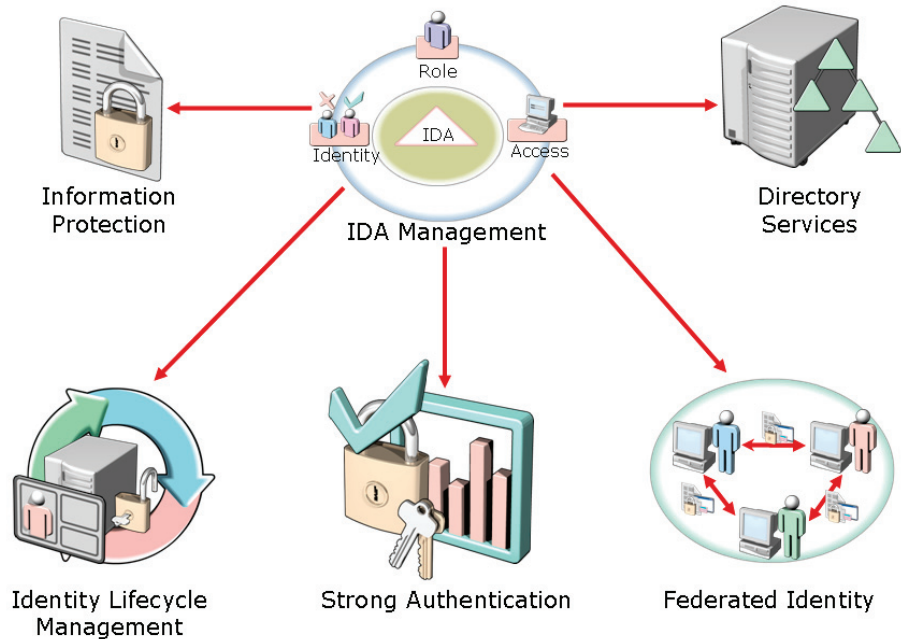 Role
IDA
Identity
Access
IDA Management
Information
Protection
Directory
Services
Identity Lifecycle
Management
Strong Authentication
Federated Identity